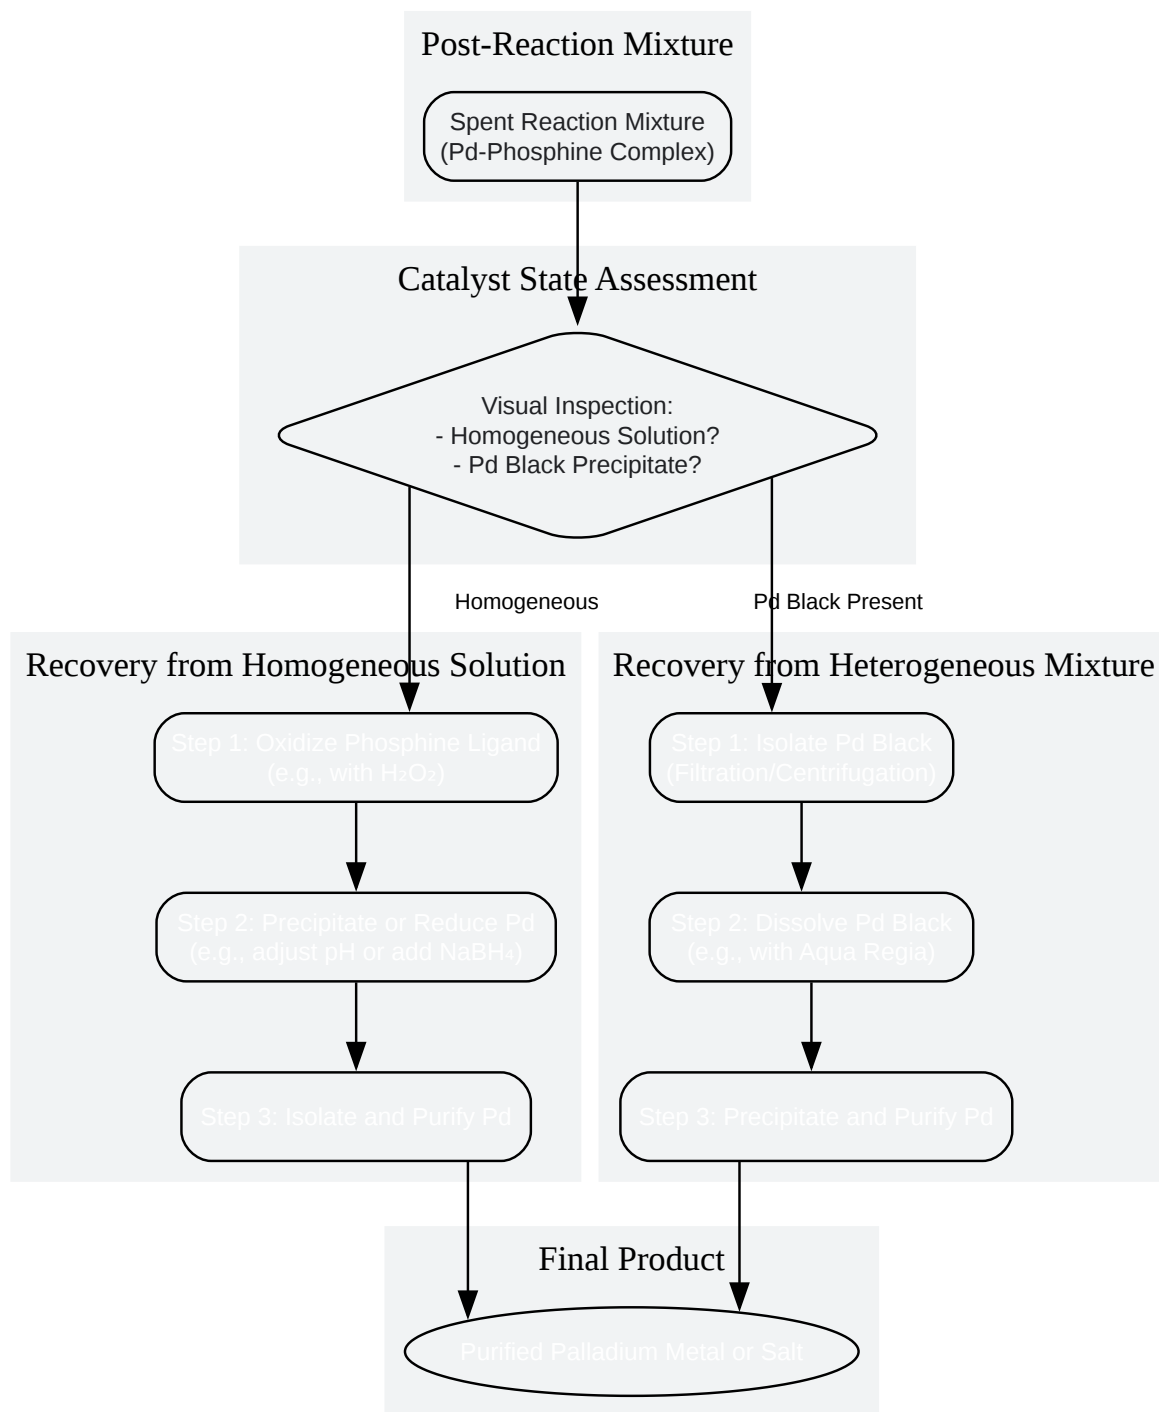 Post-Reaction Mixture
Spent Reaction Mixture
(Pd-Phosphine Complex)
Catalyst State Assessment
Visual Inspection:
- Homogeneous Solution?
- Pd Black Precipitate?
Homogeneous
Pd Black Present
Recovery from Homogeneous Solution
Step 1: Oxidize Phosphine Ligand
(e.g., with H₂O₂)
Step 2: Precipitate or Reduce Pd
(e.g., adjust pH or add NaBH₄)
Step 3: Isolate and Purify Pd
Recovery from Heterogeneous Mixture
Step 1: Isolate Pd Black
(Filtration/Centrifugation)
Step 2: Dissolve Pd Black
(e.g., with Aqua Regia)
Step 3: Precipitate and Purify Pd
Final Product
Purified Palladium Metal or Salt